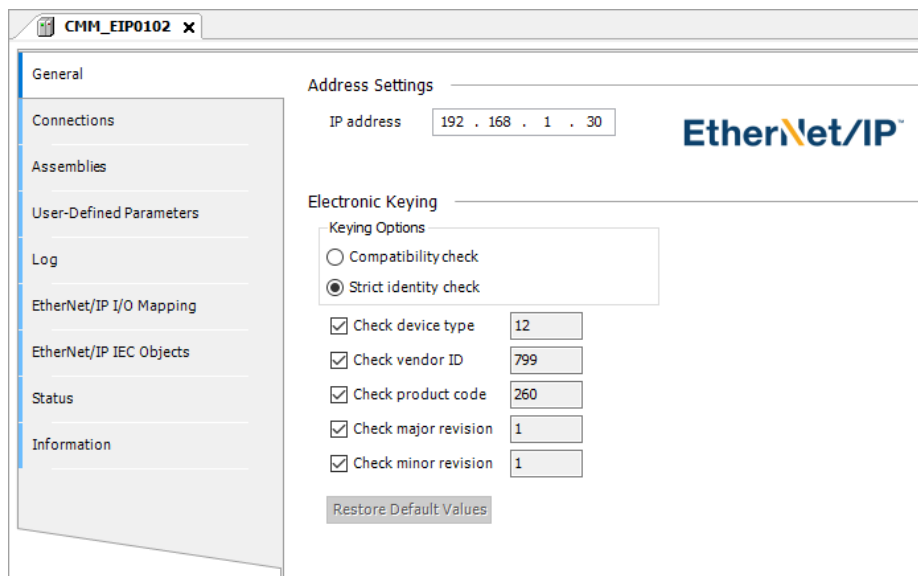 CMM_EIP0102
General
Connections
Assemblies
User-Defined Parameters
Log
EtherNet/IP I/O Mapping
EtherNet/IP IEC Objects
Status
Information
Address Settings
IP address 192 . 168 . 1 . 30
EtherNet/IP™
Electronic Keying
Keying Options
Compatibility check
Strict identity check
Check device type 12
Check vendor ID 799
Check product code 260
Check major revision 1
Check minor revision 1
Restore Default Values